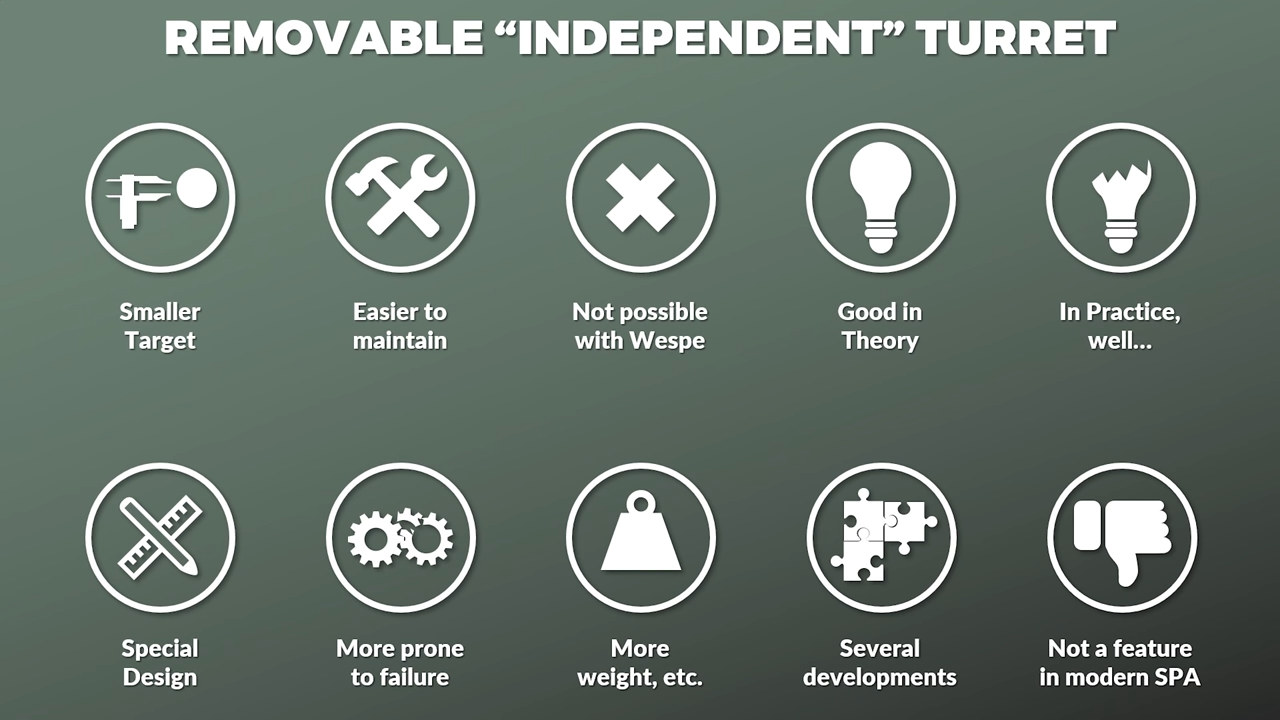 REMOVABLE “INDEPENDENT” TURRET
Smaller
Target
Easier to
maintain
Not possible
with Wespe
Good in
Theory
In Practice,
well...
Special
Design
More prone
to failure
More
weight, etc.
Several
developments
Not a feature
in modern SPA